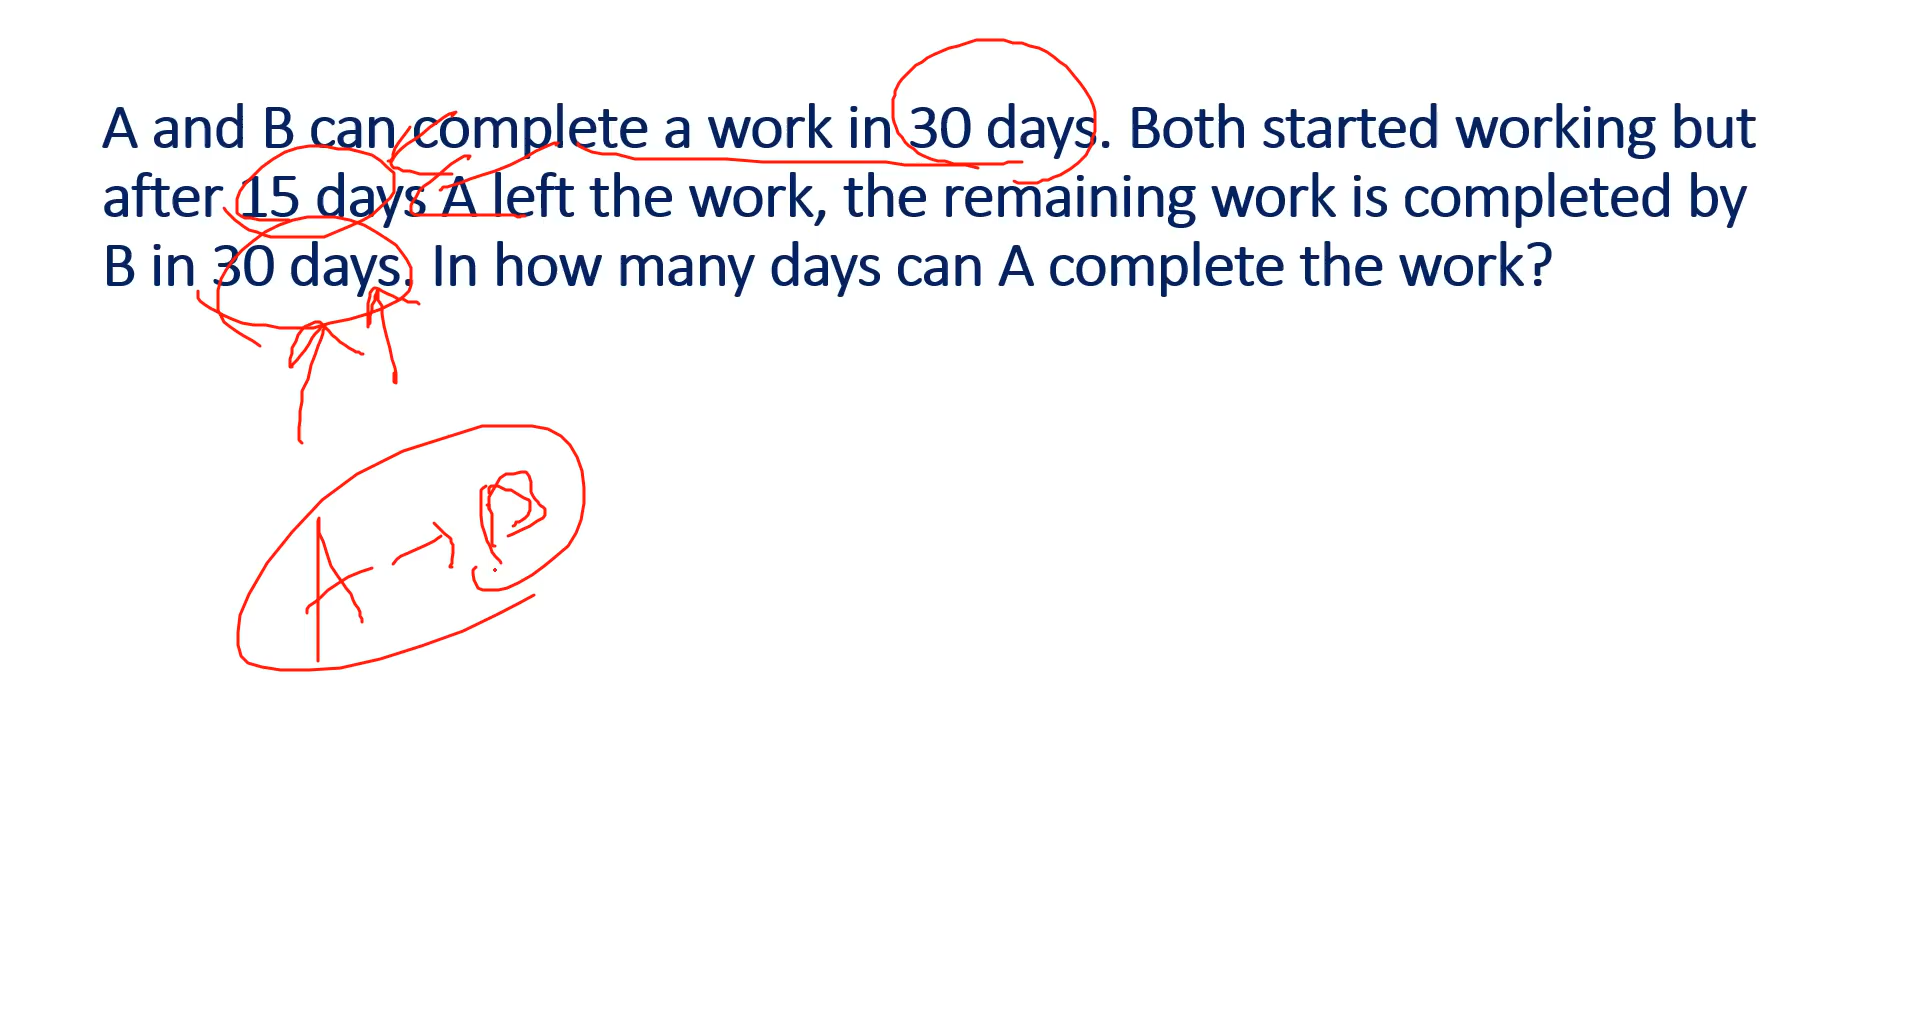 A and B can complete a work in 30 days. Both started working but
after 15 days A left the work, the remaining work is completed by
B in 30 days. In how many days can A complete the work?
A → B